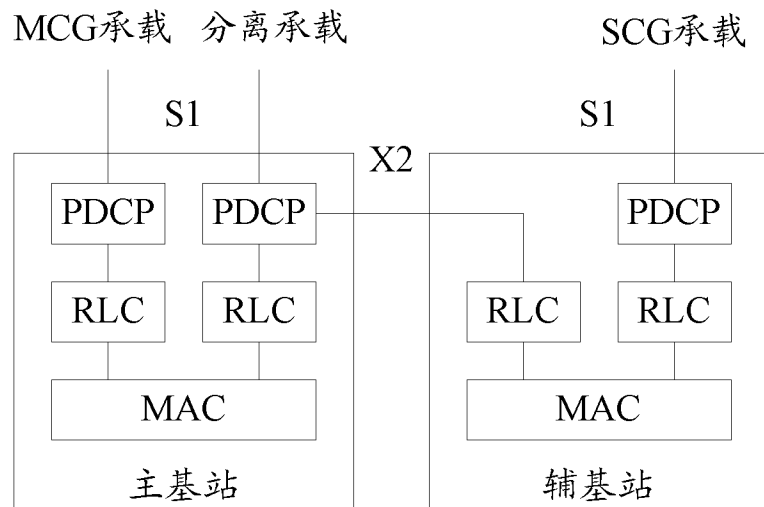 MCG承载 分离承载 SCG承载
S1 S1
X2
PDCP PDCP PDCP
RLC RLC RLC RLC
MAC MAC
主基站 辅基站